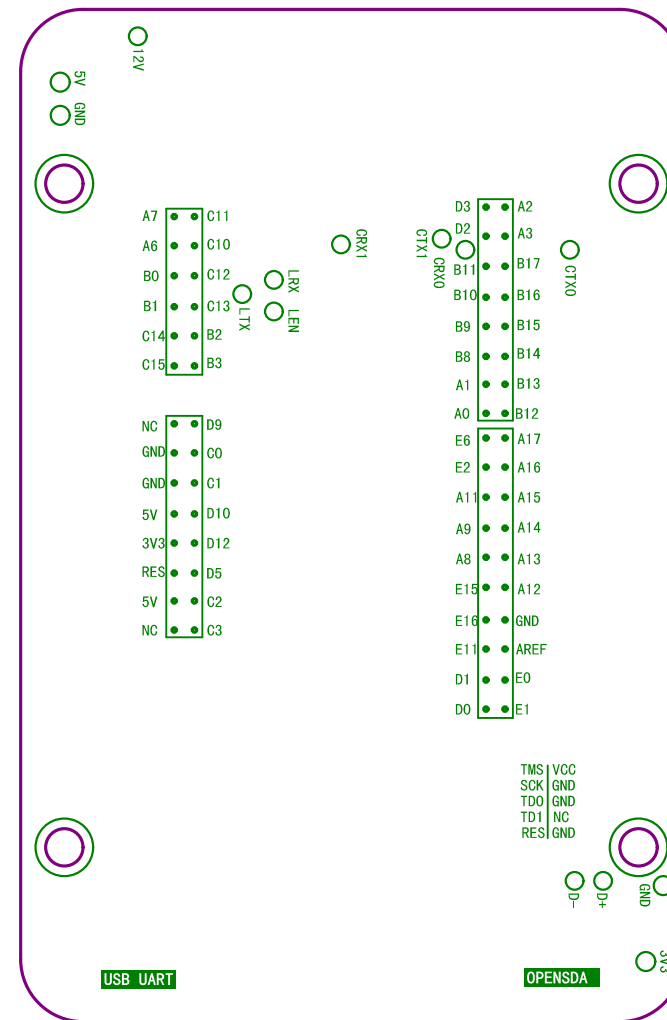 12V
5V
GND
A7 C11
A6 C10
B0 C12
B1 C13
C14 B2
C15 B3
CRX1
LRX
LTX
LEN
CTX1
CRX0
CTX0
D3 A2
D2 A3
B11 B17
B10 B16
B9 B15
B8 B14
A1 B13
A0 B12
NC D9
GND C0
GND C1
5V D10
3V3 D12
RES D5
5V C2
NC C3
E6 A17
E2 A16
A11 A15
A9 A14
A8 A13
E15 A12
E16 GND
E11 AREF
D1 E0
D0 E1
TMS VCC
SCK GND
TDO GND
TD1 NC
RES GND
D-
D+
GND
3V3
USB UART
OPENSDA